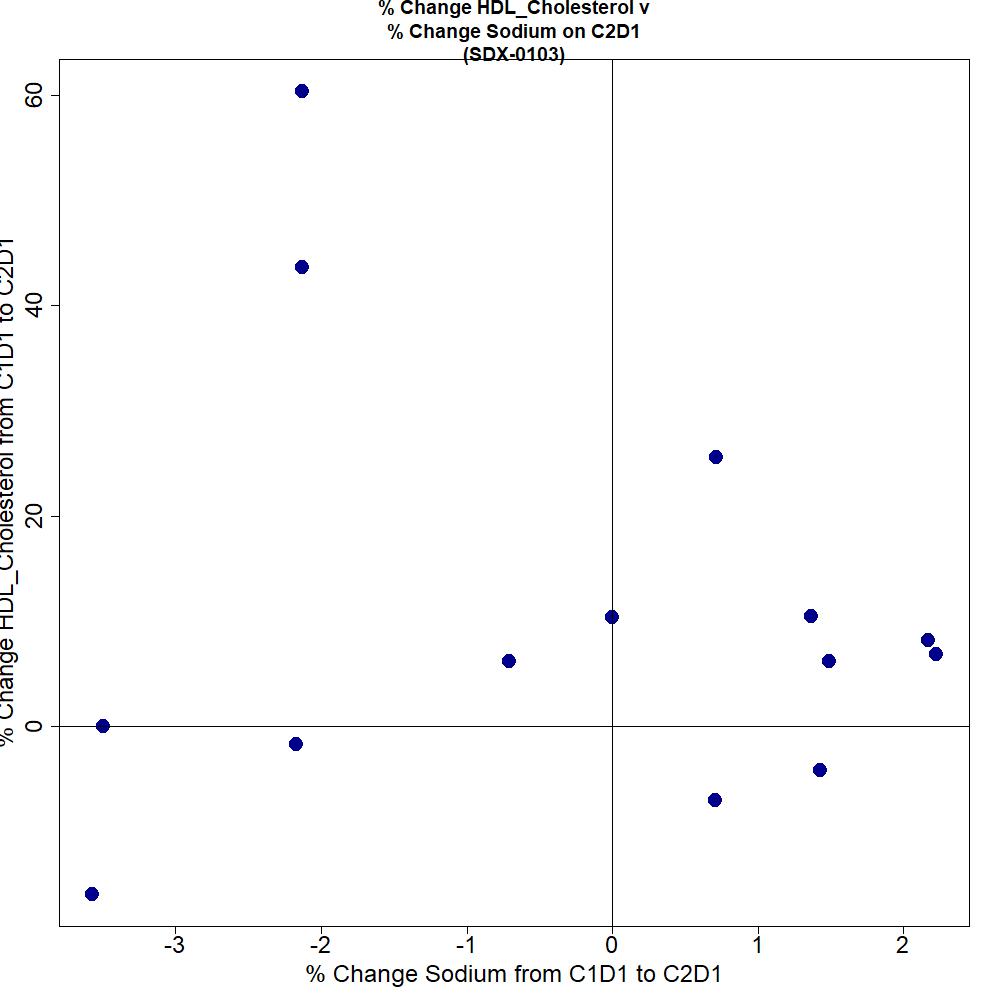 % Change HDL_Cholesterol v
% Change Sodium on C2D1
(SDX-0103)
% Change HDL_Cholesterol from C1D1 to C2D1
60
40
20
0
-3
-2
-1
0
1
2
% Change Sodium from C1D1 to C2D1